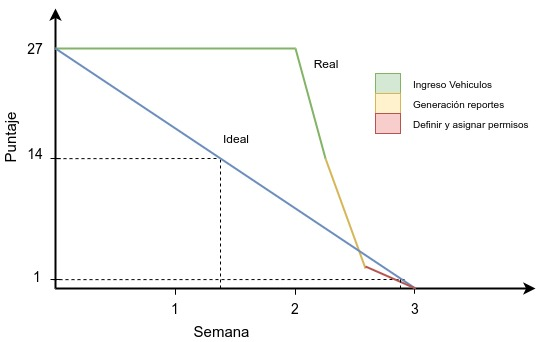 27
Real
Ingreso Vehiculos
Generación reportes
Definir y asignar permisos
Puntaje
Ideal
14
1
1 2 3
Semana